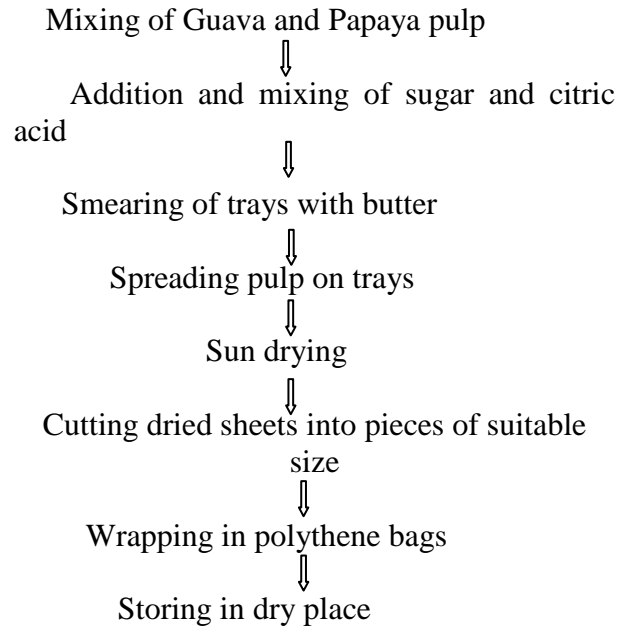 Mixing of Guava and Papaya pulp
Addition and mixing of sugar and citric
acid
Smearing of trays with butter
Spreading pulp on trays
Sun drying
Cutting dried sheets into pieces of suitable
size
Wrapping in polythene bags
Storing in dry place